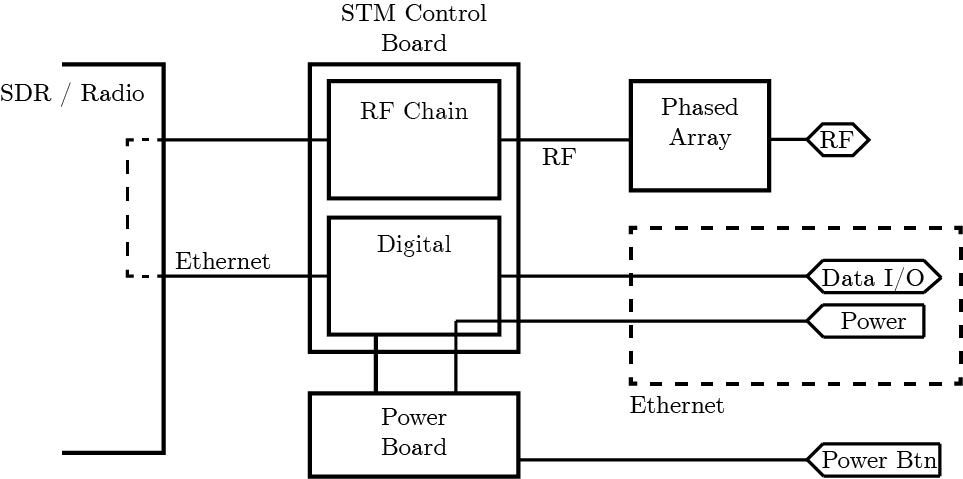 STM Control
Board
SDR / Radio
RF Chain
Phased
Array
RF
RF
Digital
Ethernet
Data I/O
Power
Ethernet
Power
Board
Power Btn